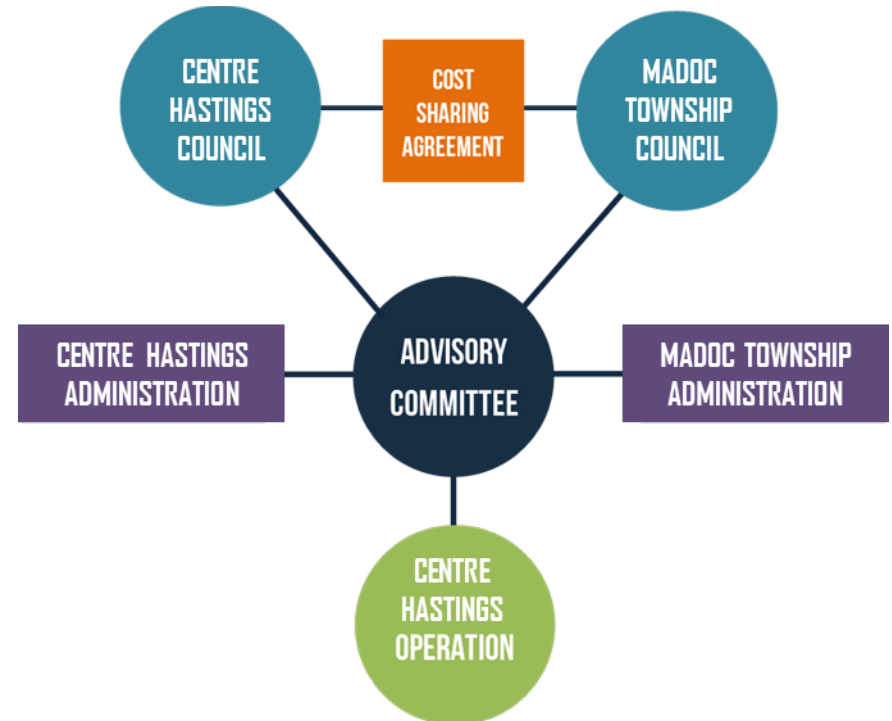 CENTRE
HASTINGS
COUNCIL
COST
SHARING
AGREEMENT
MADOC
TOWNSHIP
COUNCIL
CENTRE HASTINGS
ADMINISTRATION
ADVISORY
COMMITTEE
MADOC TOWNSHIP
ADMINISTRATION
CENTRE
HASTINGS
OPERATION